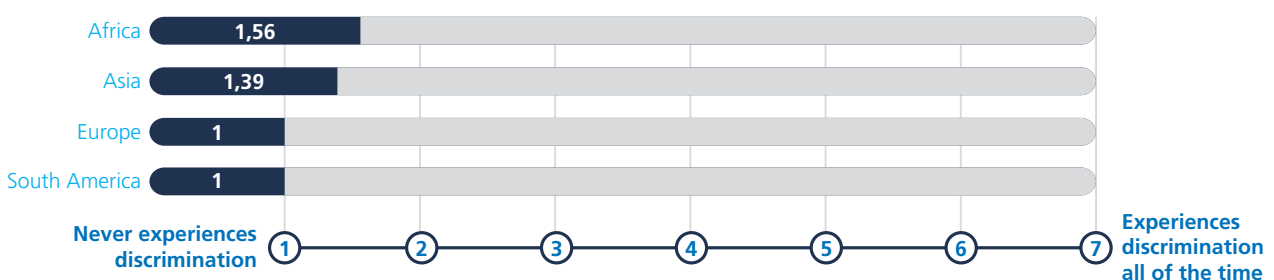 Africa 1,56
Asia 1,39
Europe 1
South America 1
Never experiences
discrimination
1 2 3 4 5 6 7
Experiences
discrimination
all of the time